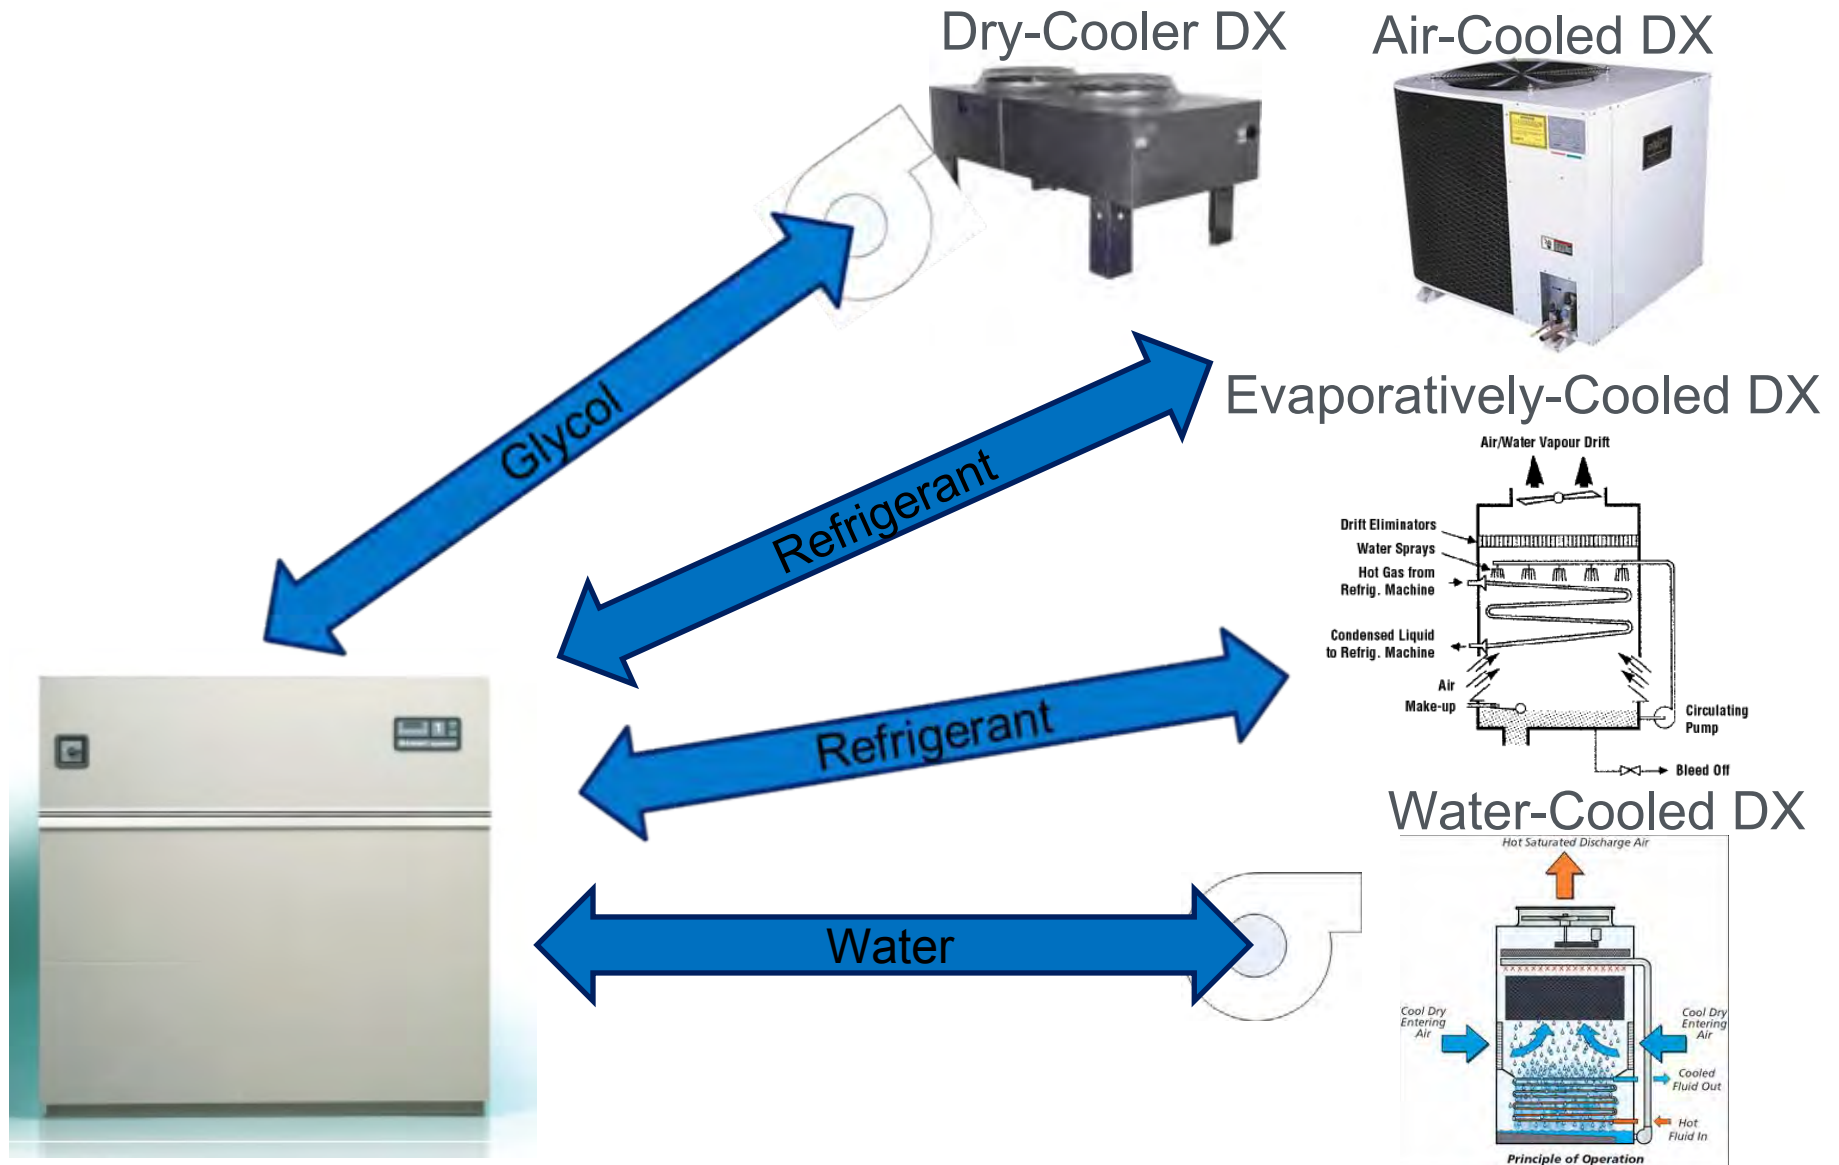 Dry-Cooler DX
Air-Cooled DX
Glycol
Refrigerant
Evaporatively-Cooled DX
Air/Water Vapour Drift
Drift Eliminators
Water Sprays
Hot Gas from
Refrig. Machine
Condensed Liquid
to Refrig. Machine
Air
Make-up
Circulating
Pump
Bleed Off
Refrigerant
Water-Cooled DX
Hot Saturated Discharge Air
Water
Cool Dry
Entering
Air
Cool Dry
Entering
Air
Cooled
Fluid Out
Hot
Fluid In
Principle of Operation